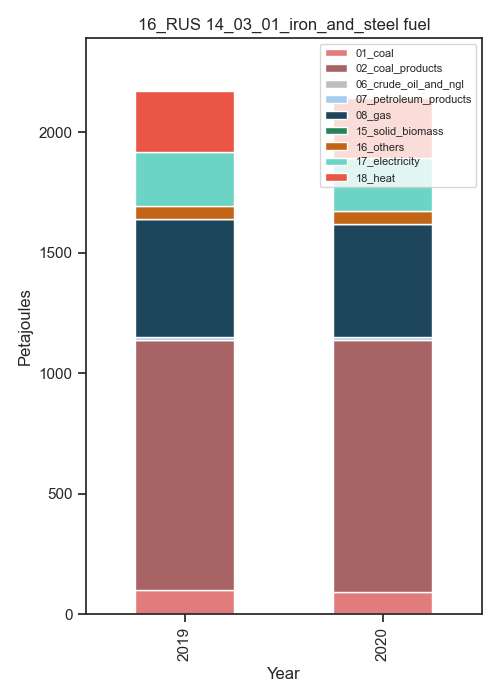 16_RUS 14_03_01_iron_and_steel fuel
01_coal
02_coal_products
06_crude_oil_and_ngl
07_petroleum_products
08_gas
15_solid_biomass
16_others
17_electricity
18_heat
2000
1500
1000
500
0
Petajoules
2019
2020
Year